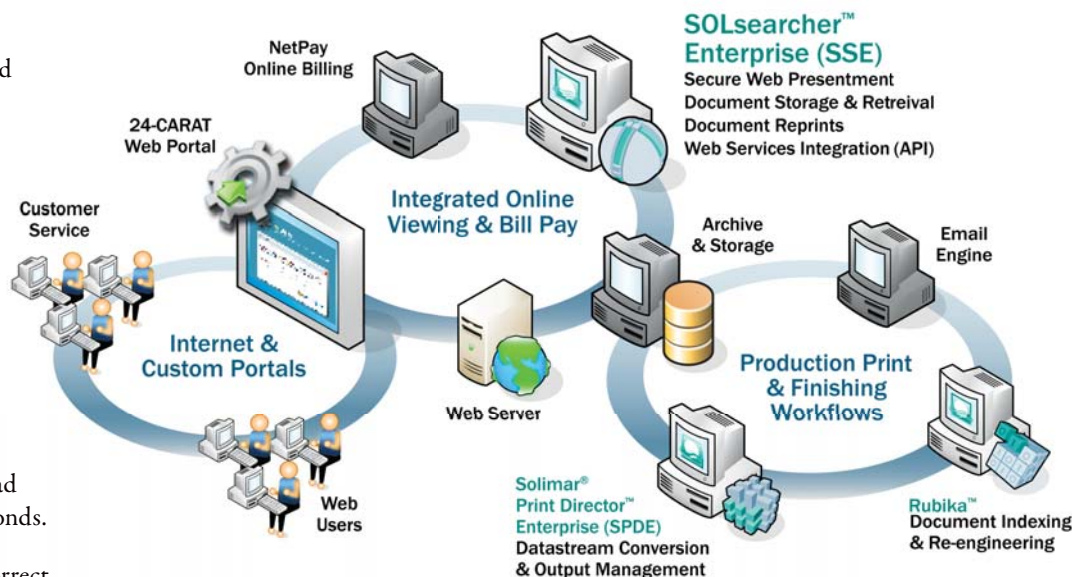 SOLsearcher™
Enterprise (SSE)
Secure Web Presentment
Document Storage & Retreival
Document Reprints
Web Services Integration (API)
NetPay
Online Billing
24-CARAT
Web Portal
Customer
Service
Integrated Online
Viewing & Bill Pay
Archive
& Storage
Email
Engine
Internet &
Custom Portals
Web Server
Production Print
& Finishing
Workflows
Web
Users
Solimar®
Print Director™
Enterprise (SPDE)
Datastream Conversion
& Output Management
Rubika™
Document Indexing
& Re-engineering